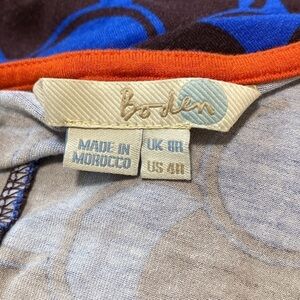 Boden
MADE IN
MOROCCO
UK 8R
US 4R